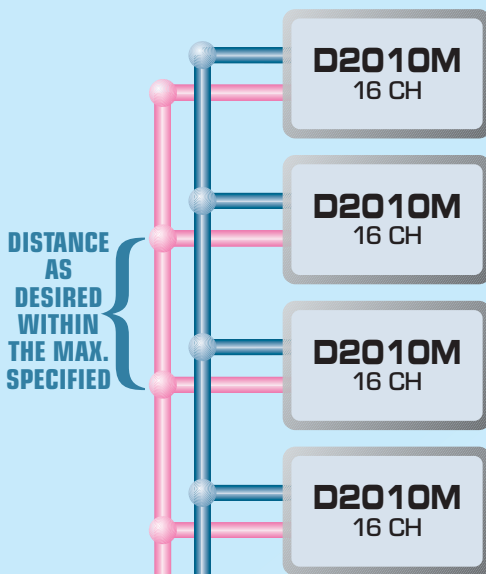 D2010M
16 CH
D2010M
16 CH
DISTANCE
AS
DESIRED
WITHIN
THE MAX.
SPECIFIED
D2010M
16 CH
D2010M
16 CH